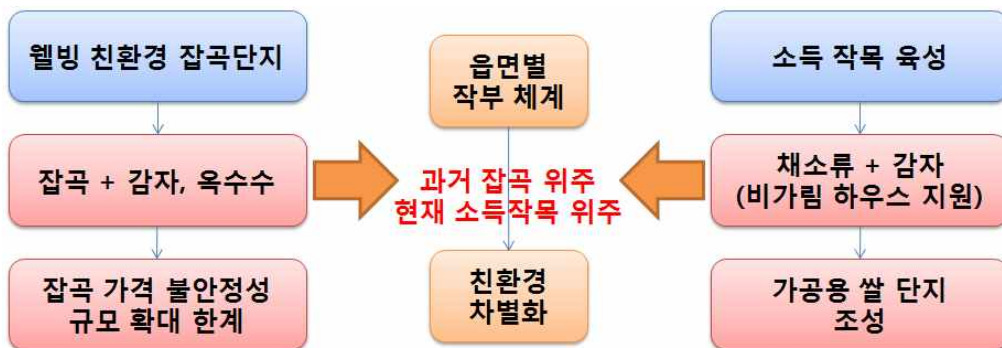 웰빙 친환경 잡곡단지
잡곡 + 감자, 옥수수
잡곡 가격 불안정성
규모 확대 한계
읍면별
작부 체계
과거 잡곡 위주
현재 소득작목 위주
친환경
차별화
소득 작목 육성
채소류 + 감자
(비가림 하우스 지원)
가공용 쌀 단지
조성